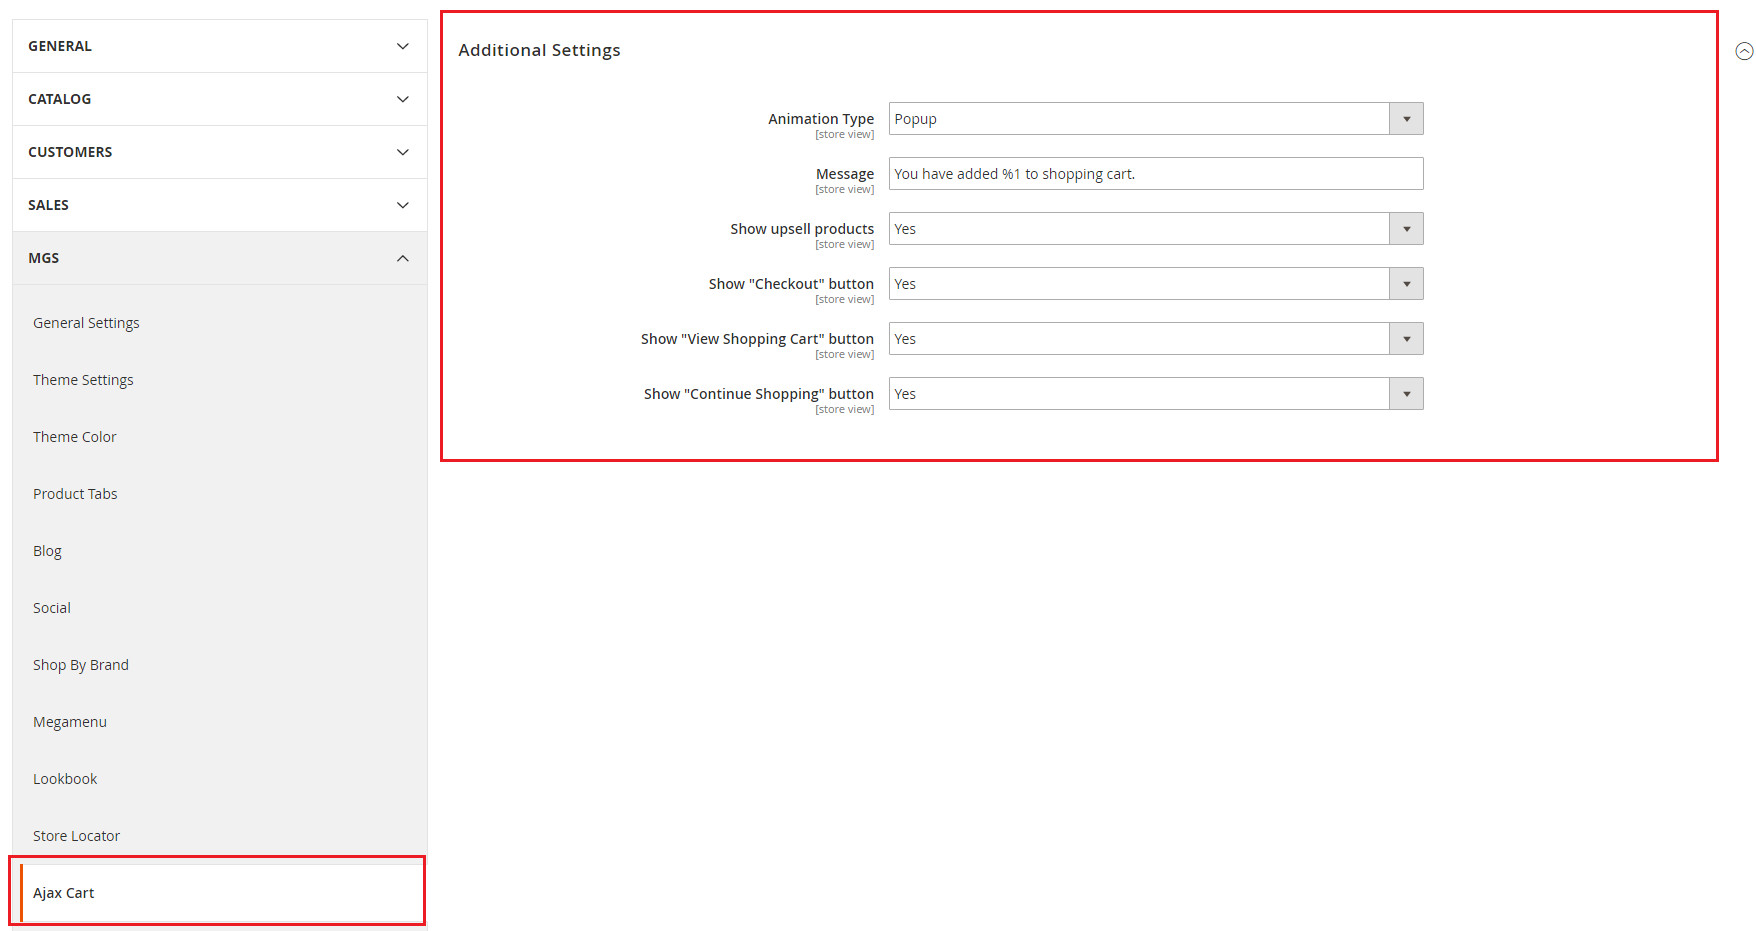 GENERAL
CATALOG
CUSTOMERS
SALES
MGS
General Settings
Theme Settings
Theme Color
Product Tabs
Blog
Social
Shop By Brand
Megamenu
Lookbook
Store Locator
Ajax Cart
Additional Settings
Animation Type
[store view]
Popup
Message
[store view]
You have added %1 to shopping cart.
Show upsell products
[store view]
Yes
Show "Checkout" button
[store view]
Yes
Show "View Shopping Cart" button
[store view]
Yes
Show "Continue Shopping" button
[store view]
Yes